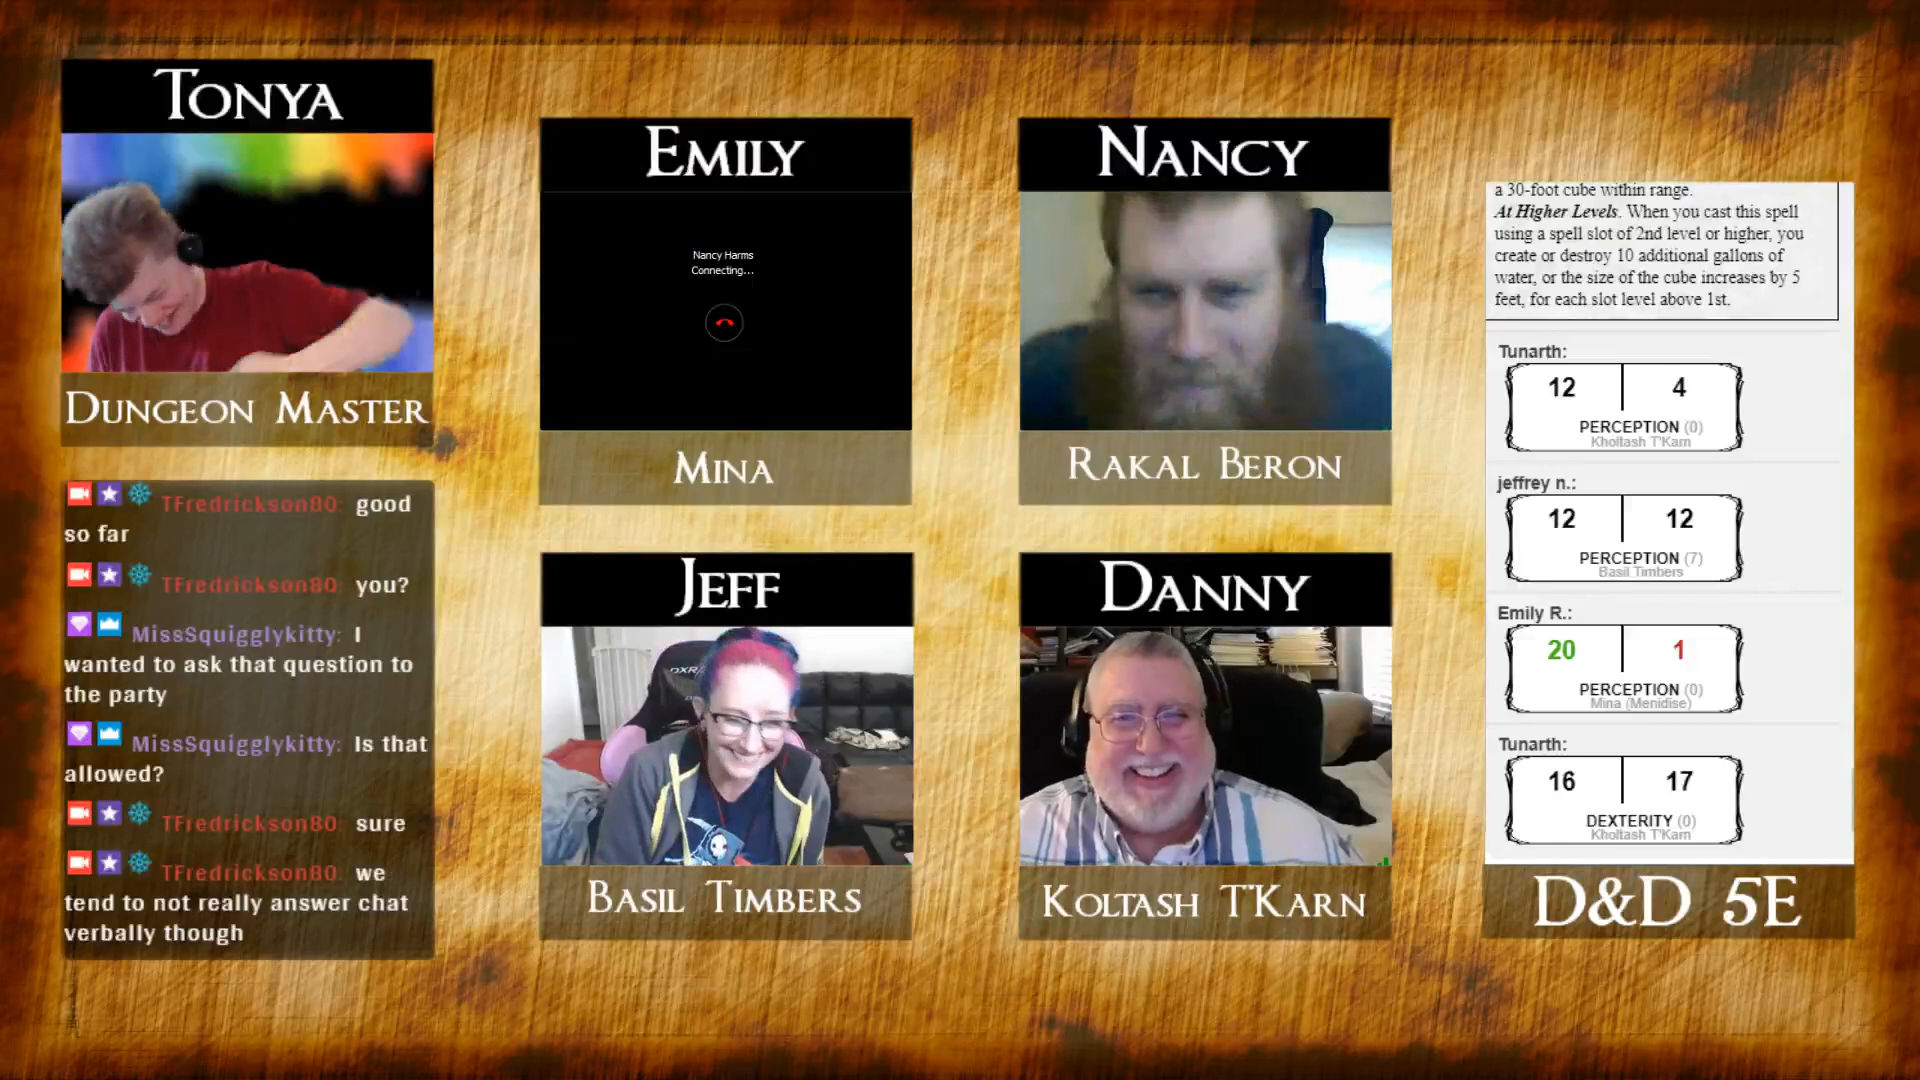 TONYA
DUNGEON MASTER
TFredrickson80: good
so far
TFredrickson80: you?
MissSquigglykitty: I
wanted to ask that question to
the party
MissSquigglykitty: Is that
allowed?
TFredrickson80: sure
TFredrickson80: we
tend to not really answer chat
verbally though
EMILY
Nancy Harms
Connecting...
MINA
NANCY
RAKAL BERON
JEFF
DXR
BASIL TIMBERS
DANNY
KOLTASH T'KARN
a 30-foot cube within range.
At Higher Levels. When you cast this spell
using a spell slot of 2nd level or higher, you
create or destroy 10 additional gallons of
water, or the size of the cube increases by 5
feet, for each slot level above 1st.
Tunarth:
12 4
PERCEPTION (0)
Kholtash T'Karn
jeffrey n.:
12 12
PERCEPTION (7)
Basil Timbers
Emily R.:
20 1
PERCEPTION (0)
Mina (Menidise)
Tunarth:
16 17
DEXTERITY (0)
Kholtash T'Karn
D&D 5E